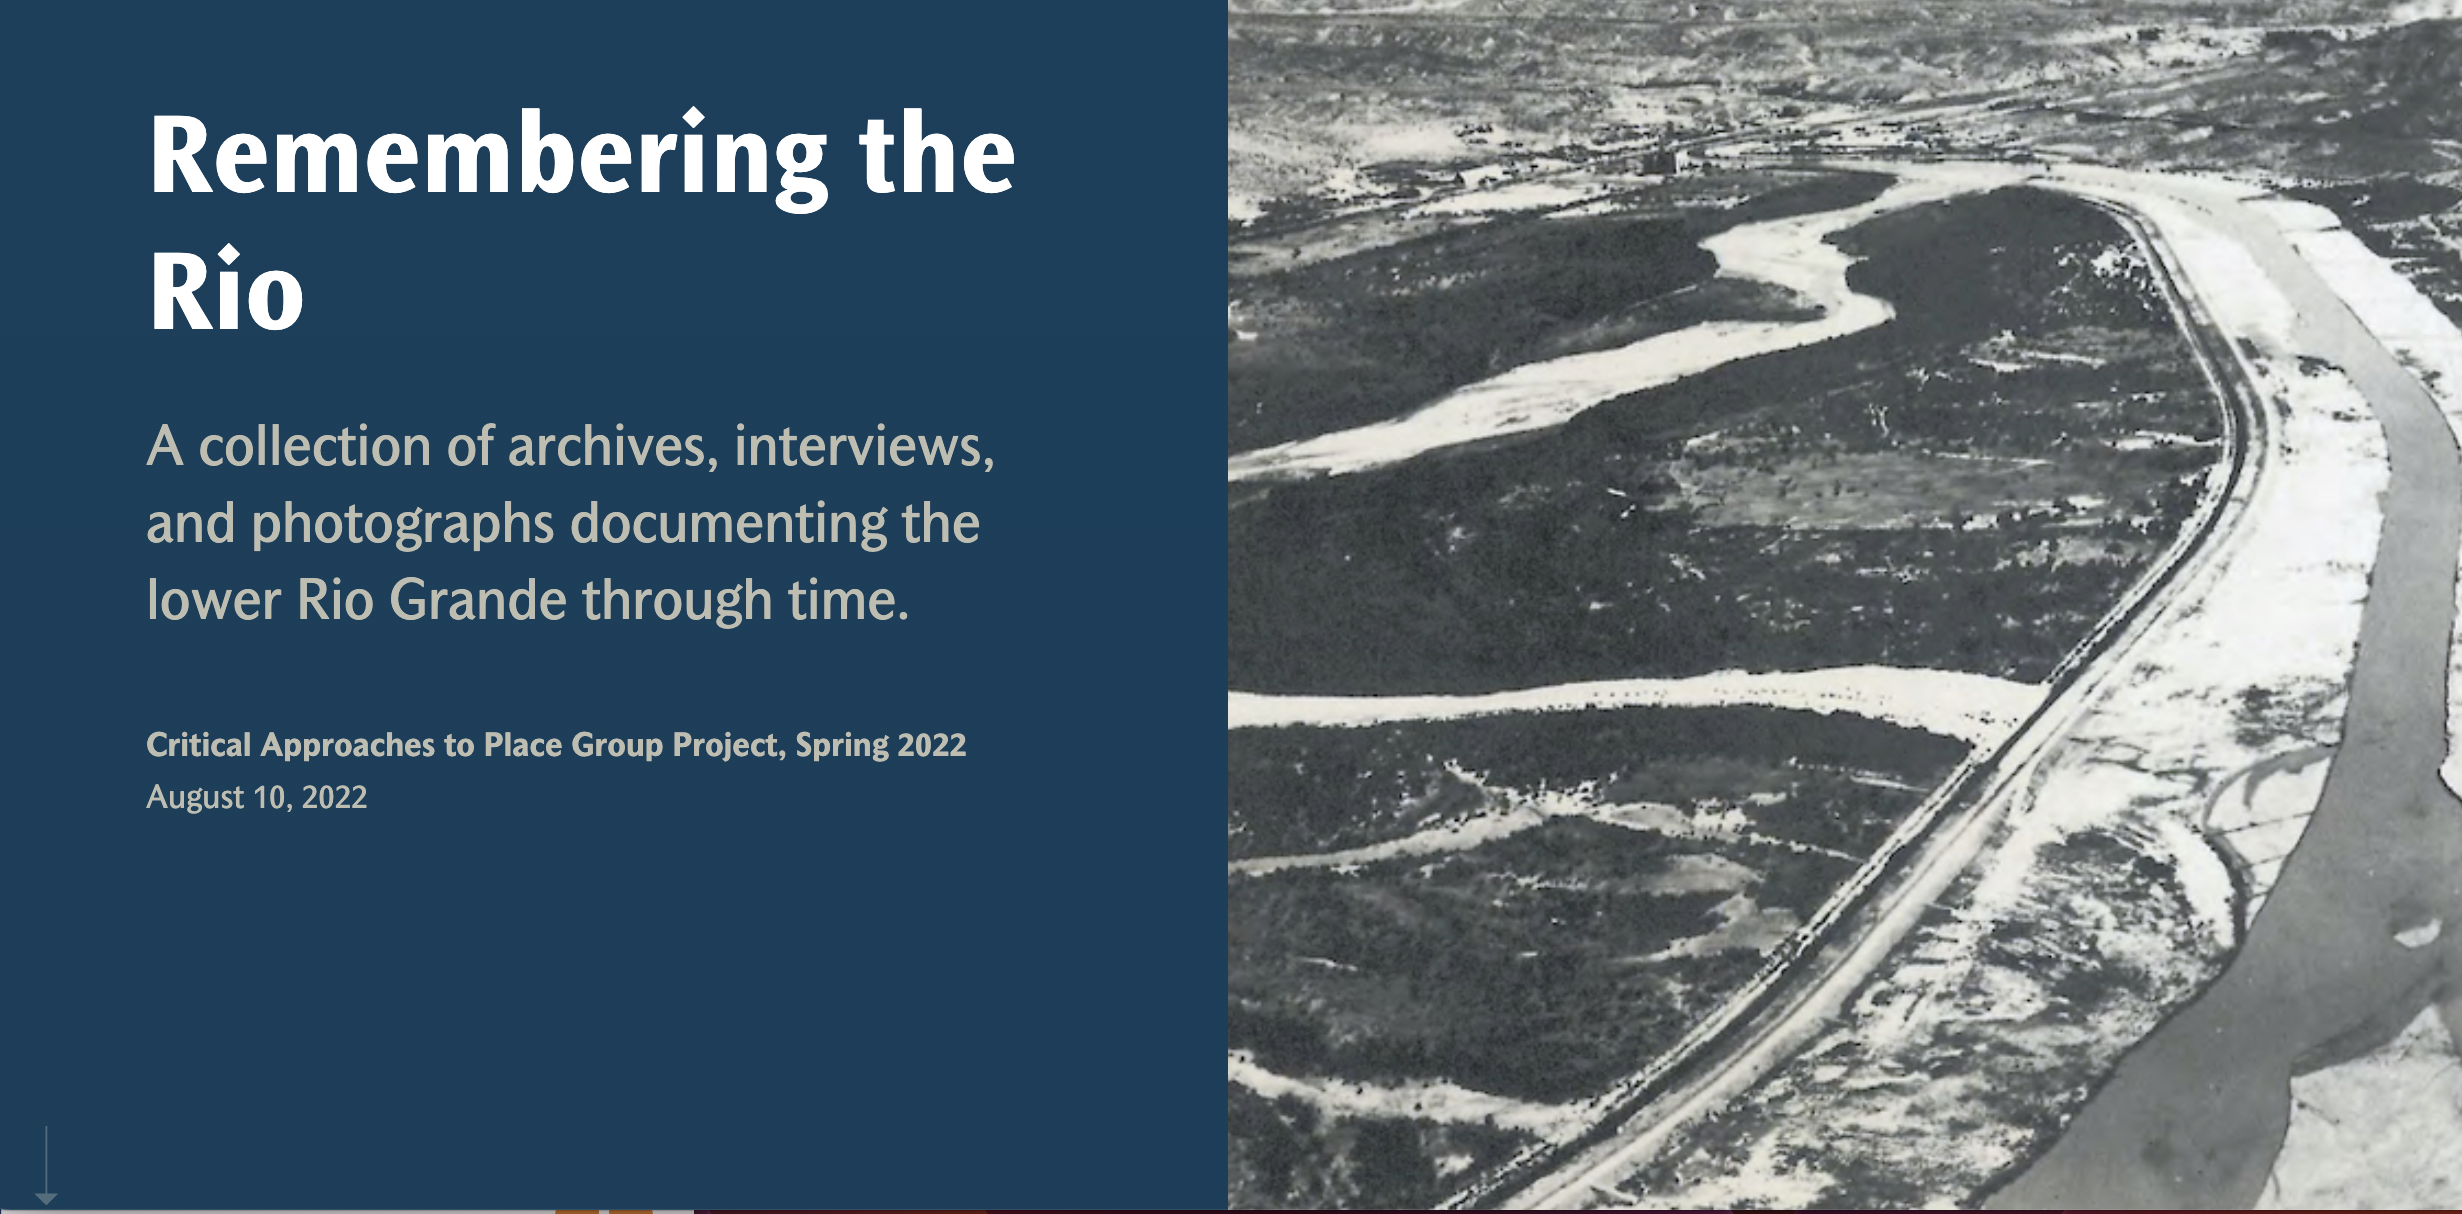 Remembering the
Rio
A collection of archives, interviews,
and photographs documenting the
lower Rio Grande through time.
Critical Approaches to Place Group Project, Spring 2022
August 10, 2022